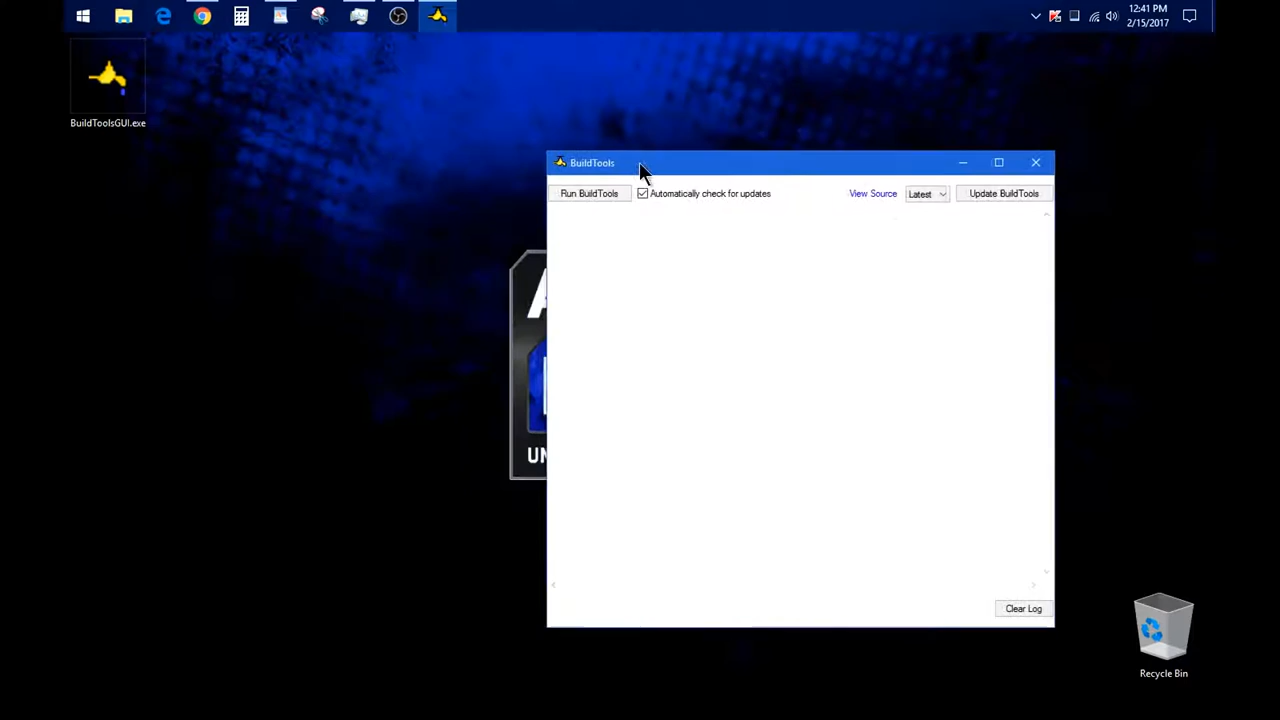 12:41 PM
2/15/2017
BuildToolsGUI.exe
BuildTools
Run BuildTools
Automatically check for updates
View Source
Latest
Update BuildTools
A
UN
Clear Log
Recycle Bin